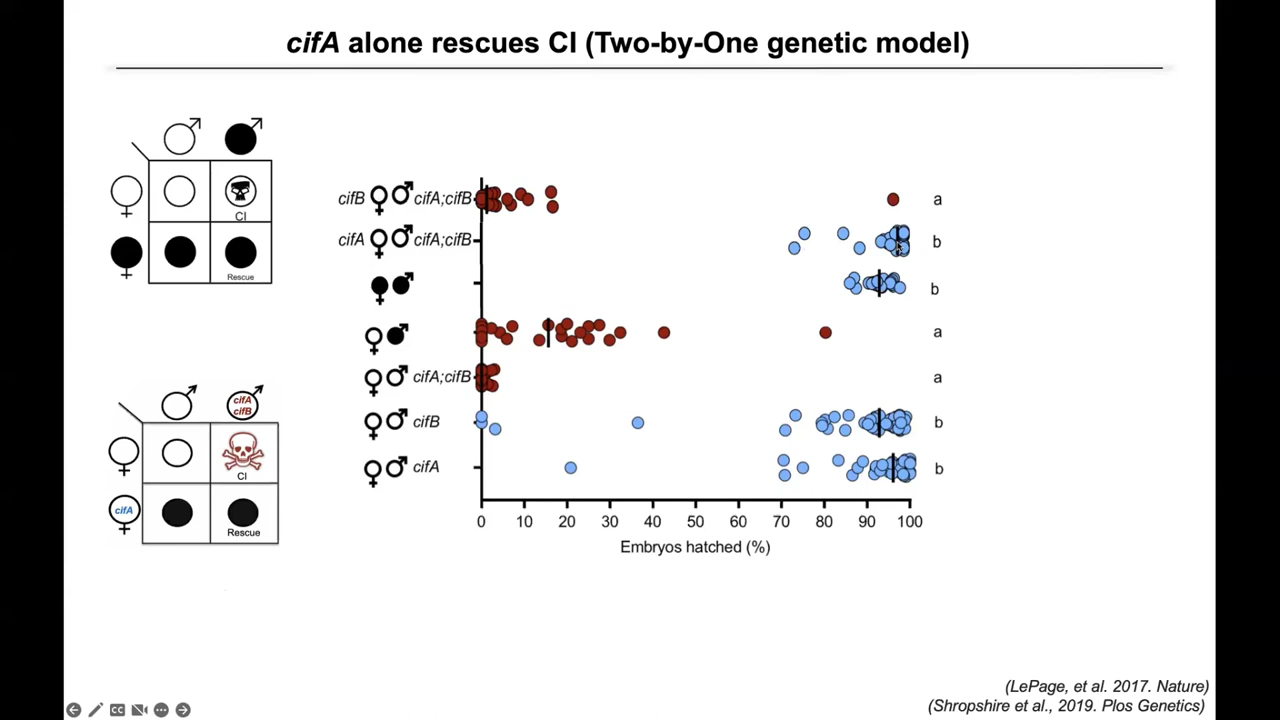 cifA alone rescues CI (Two-by-One genetic model)
CI
Rescue
cifA
cifB
CI
cifA
Rescue
cifB cifA;cifB a
cifA cifA;cifB b
b
a
cifA;cifB a
cifB b
cifA b
0 10 20 30 40 50 60 70 80 90 100
Embryos hatched (%)
(LePage, et al. 2017. Nature)
(Shropshire et al., 2019. Plos Genetics)
CC